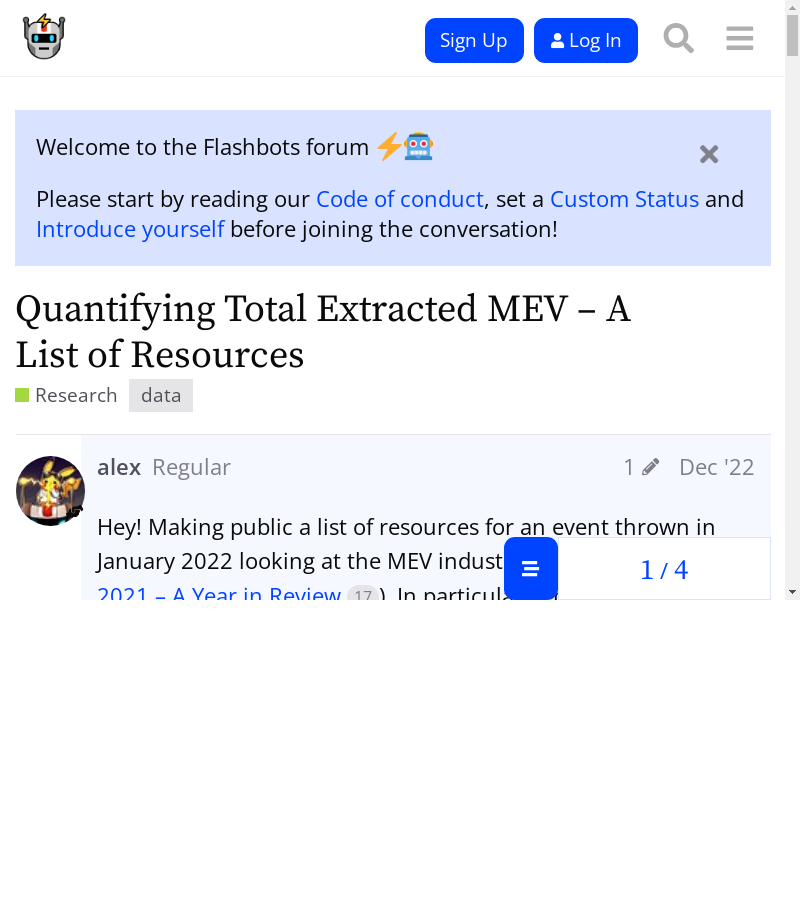 Sign Up
Log In
Welcome to the Flashbots forum
Please start by reading our Code of conduct, set a Custom Status and
Introduce yourself before joining the conversation!
Quantifying Total Extracted MEV – A
List of Resources
Research data
alex Regular 1 Dec '22
Hey! Making public a list of resources for an event thrown in
January 2022 looking at the MEV indust
1 / 4
2021 – A Year in Review 17 ). In particula